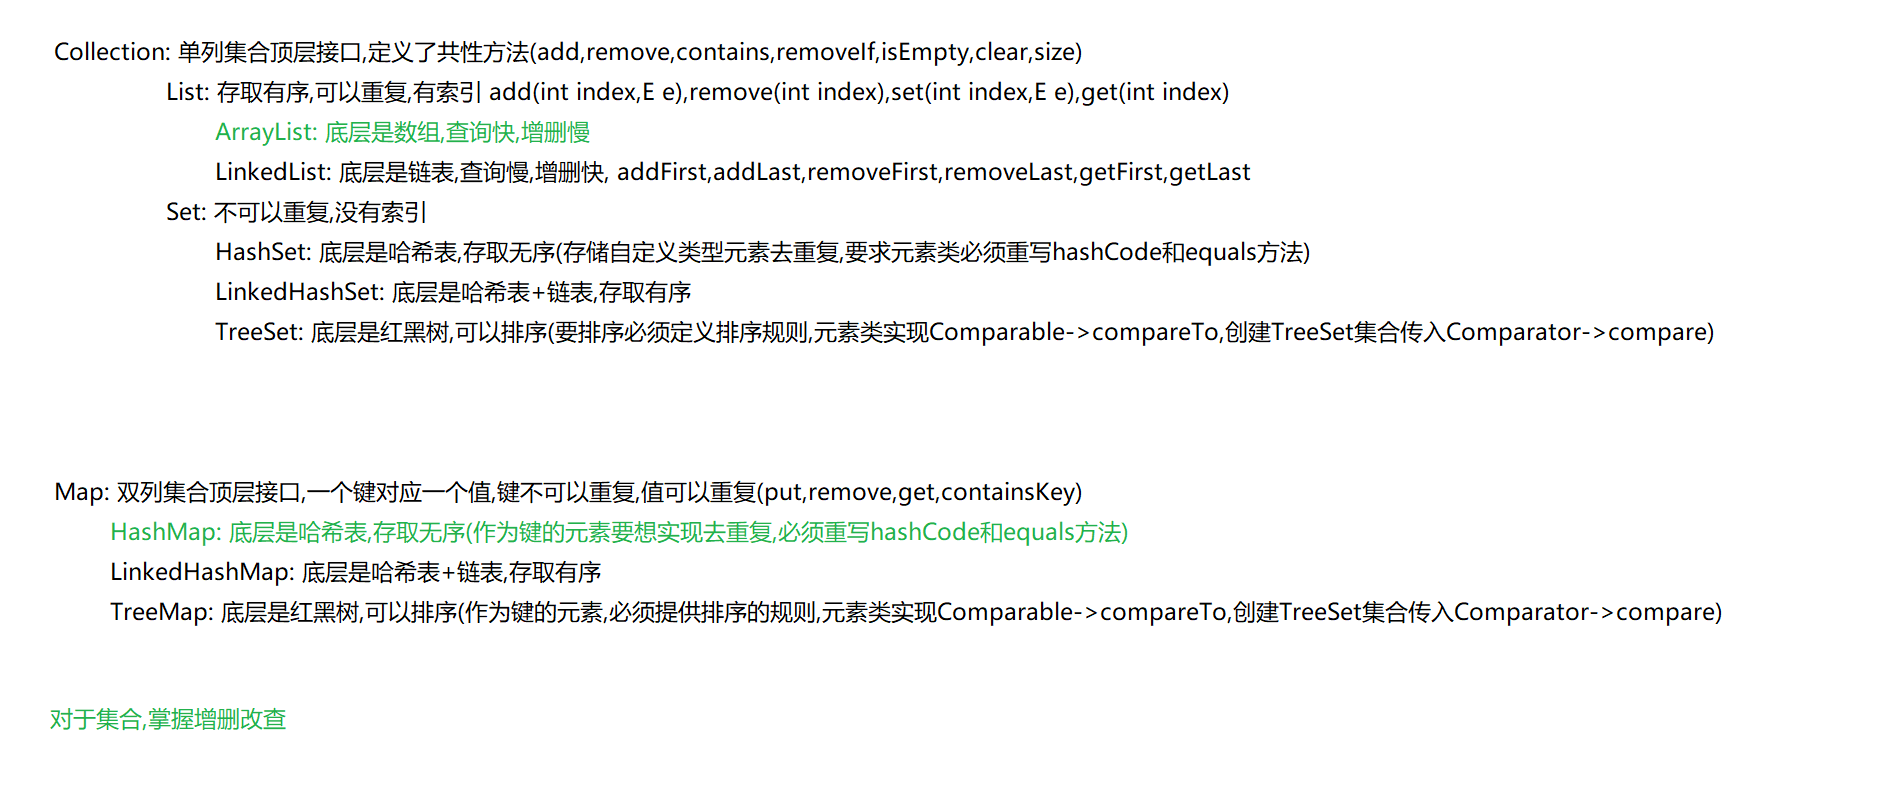 Collection: 单列集合顶层接口,定义了共性方法(add,remove,contains,removeIf,isEmpty,clear,size)
List: 存取有序,可以重复,有索引 add(int index,E e),remove(int index),set(int index,E e),get(int index)
ArrayList: 底层是数组,查询快,增删慢
LinkedList: 底层是链表,查询慢,增删快, addFirst,addLast,removeFirst,removeLast,getFirst,getLast
Set: 不可以重复,没有索引
HashSet: 底层是哈希表,存取无序(存储自定义类型元素去重复,要求元素类必须重写hashCode和equals方法)
LinkedHashSet: 底层是哈希表+链表,存取有序
TreeSet: 底层是红黑树,可以排序(要排序必须定义排序规则,元素类实现Comparable->compareTo,创建TreeSet集合传入Comparator->compare)
Map: 双列集合顶层接口,一个键对应一个值,键不可以重复,值可以重复(put,remove,get,containsKey)
HashMap: 底层是哈希表,存取无序(作为键的元素要想实现去重复,必须重写hashCode和equals方法)
LinkedHashMap: 底层是哈希表+链表,存取有序
TreeMap: 底层是红黑树,可以排序(作为键的元素,必须提供排序的规则,元素类实现Comparable->compareTo,创建TreeSet集合传入Comparator->compare)
对于集合,掌握增删改查